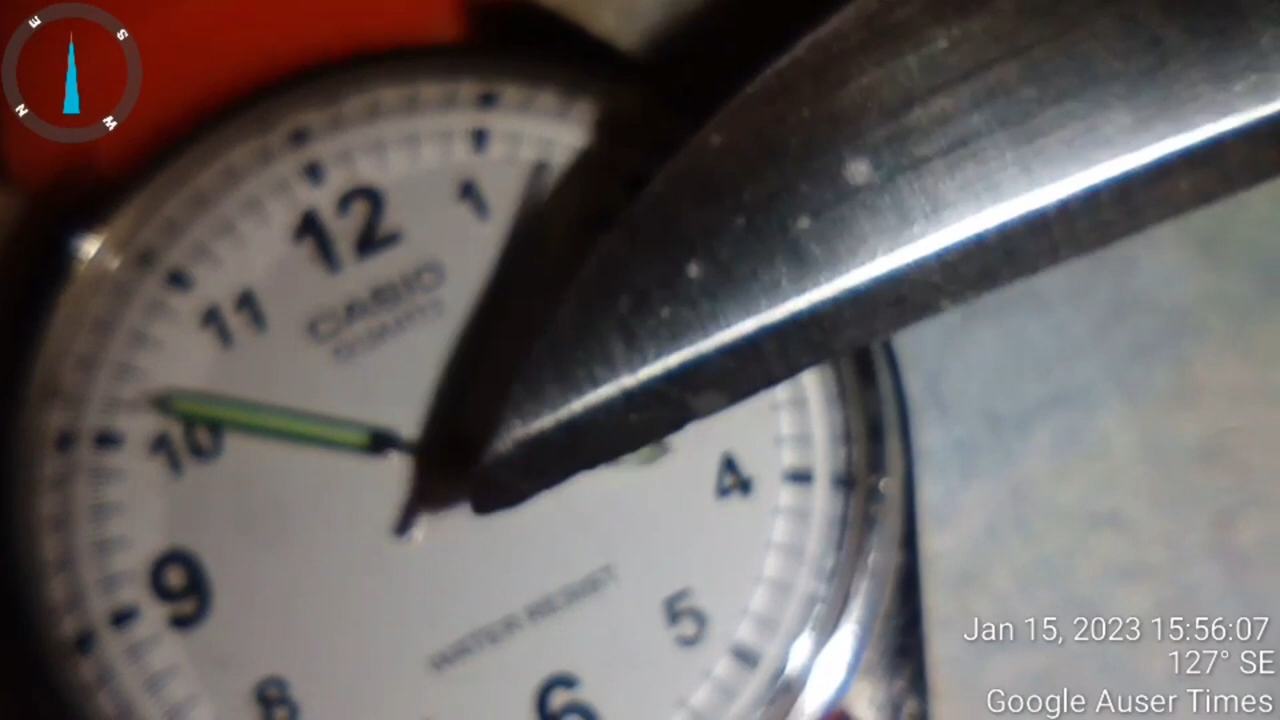 E
S
N
W
12
1
11
CASIO
QUARTZ
10
4
9
5
WATER RESIST
8
6
Jan 15, 2023 15:56:07
127° SE
Google Auser Times